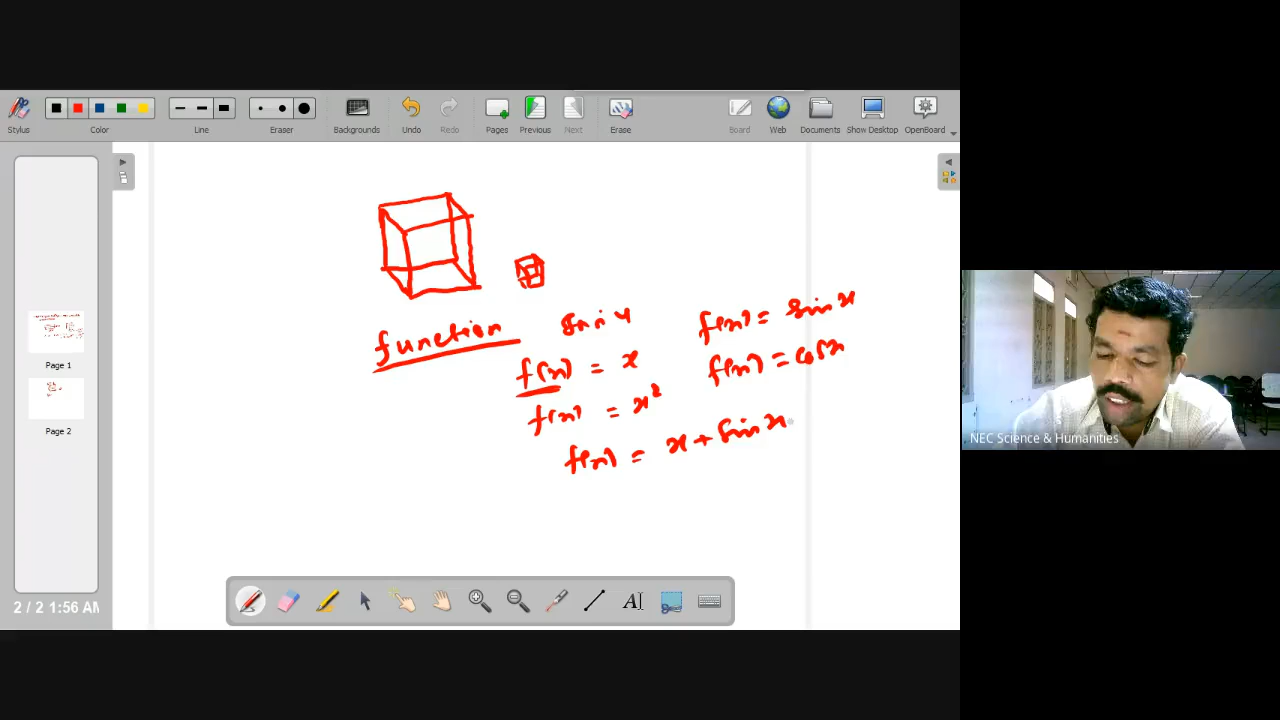 Stylus Color Line Eraser Backgrounds Undo Redo Pages Previous Next Erase Board Web Documents Show Desktop OpenBoard
function
f(x) = sin x
f(x) = x
f(x) = cos x
f(x) = x²
f(x) = x + sin x
Page 1
Page 2
NEC Science & Humanities
2 / 2 1:56 AM